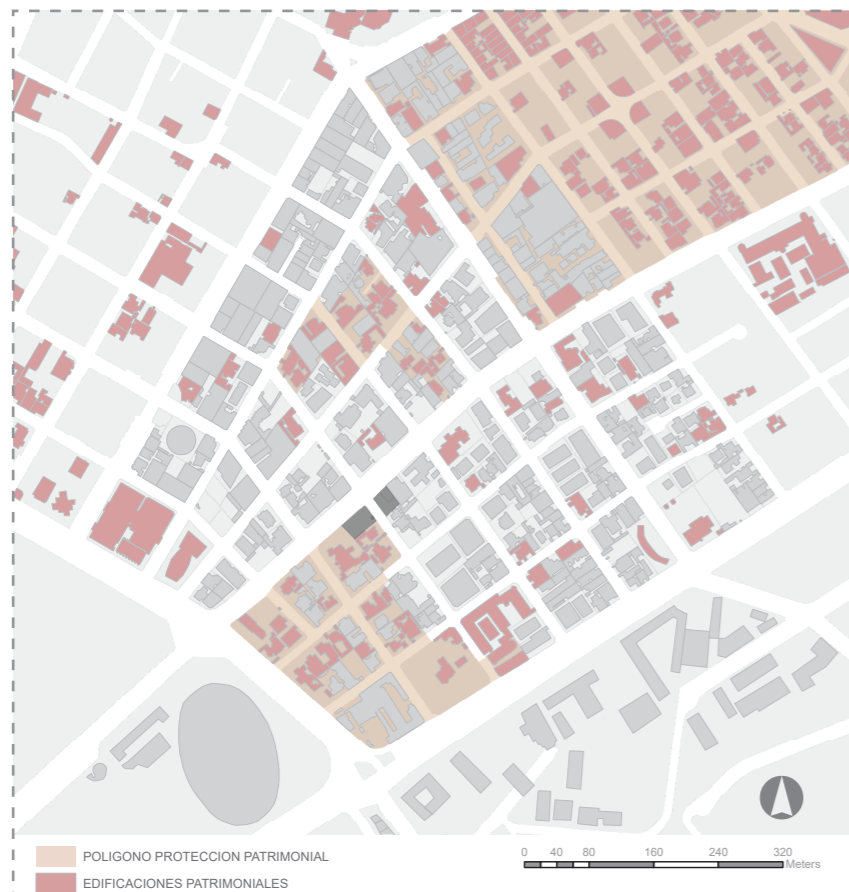 POLIGONO PROTECCION PATRIMONIAL
EDIFICACIONES PATRIMONIALES
0 40 80 160 240 320
Meters